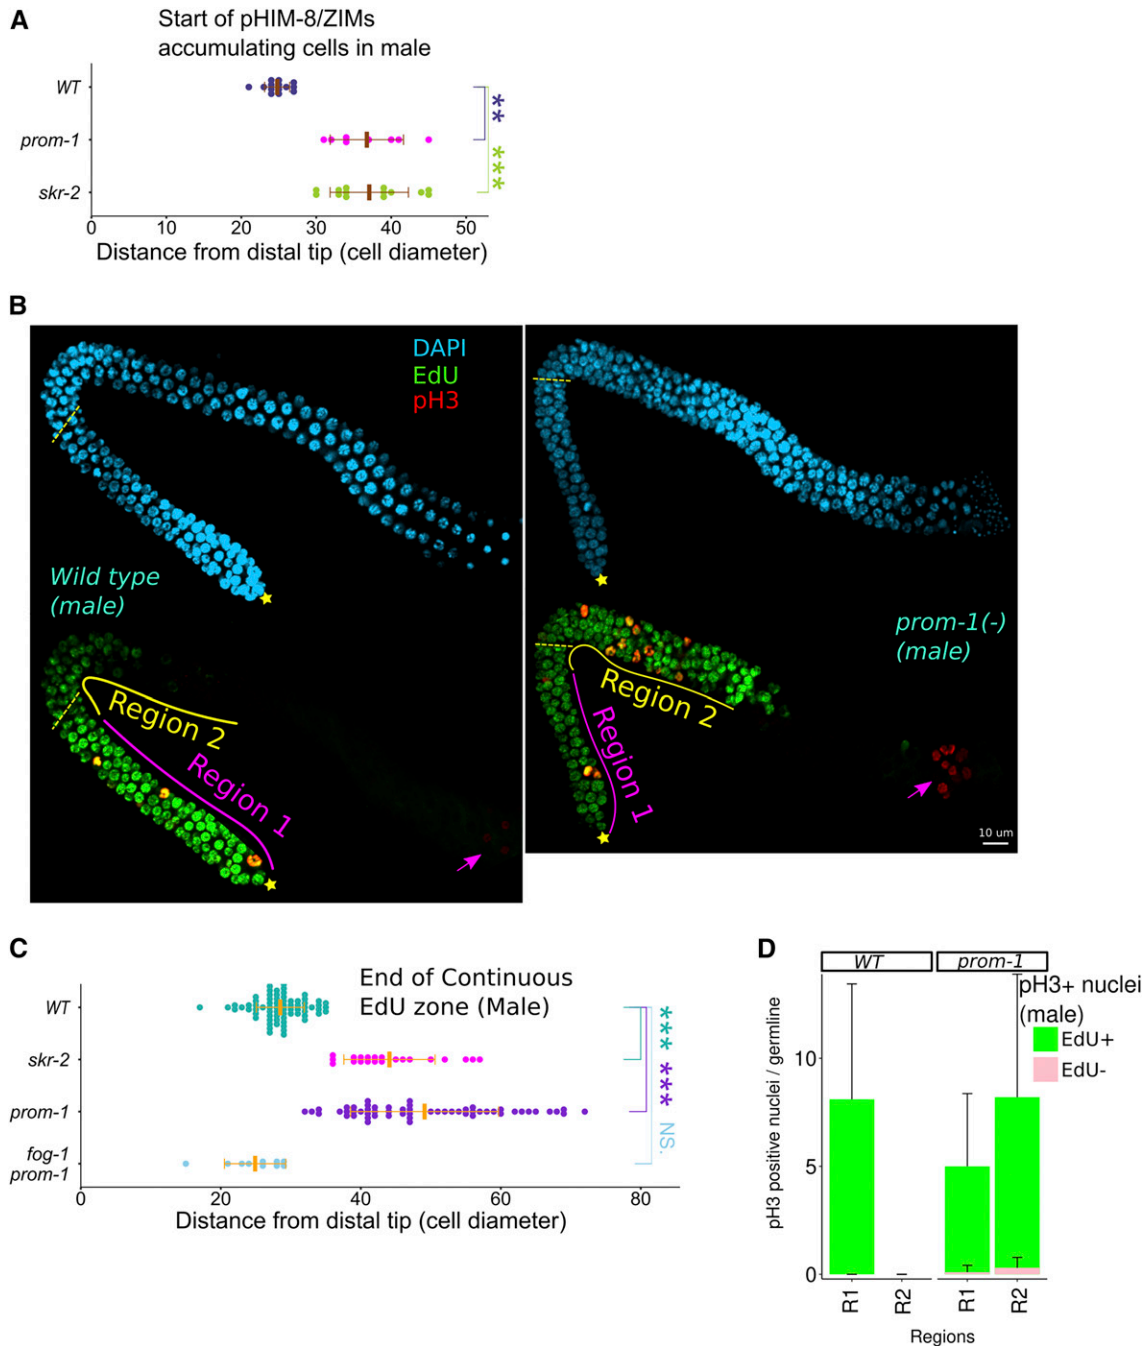 A
Start of pHIM-8/ZIMs
accumulating cells in male
WT
prom-1
skr-2
**
***
0 10 20 30 40 50
Distance from distal tip (cell diameter)
B
DAPI
EdU
pH3
Wild type
(male)
Region 2
Region 1
prom-1(-)
(male)
Region 2
Region 1
10 um
C
End of Continuous
EdU zone (Male)
WT
skr-2
prom-1
fog-1
prom-1
***
***
NS.
0 20 40 60 80
Distance from distal tip (cell diameter)
D
WT prom-1
pH3+ nuclei
(male)
EdU+
EdU-
pH3 positive nuclei / germline
10
5
0
R1 R2 R1 R2
Regions